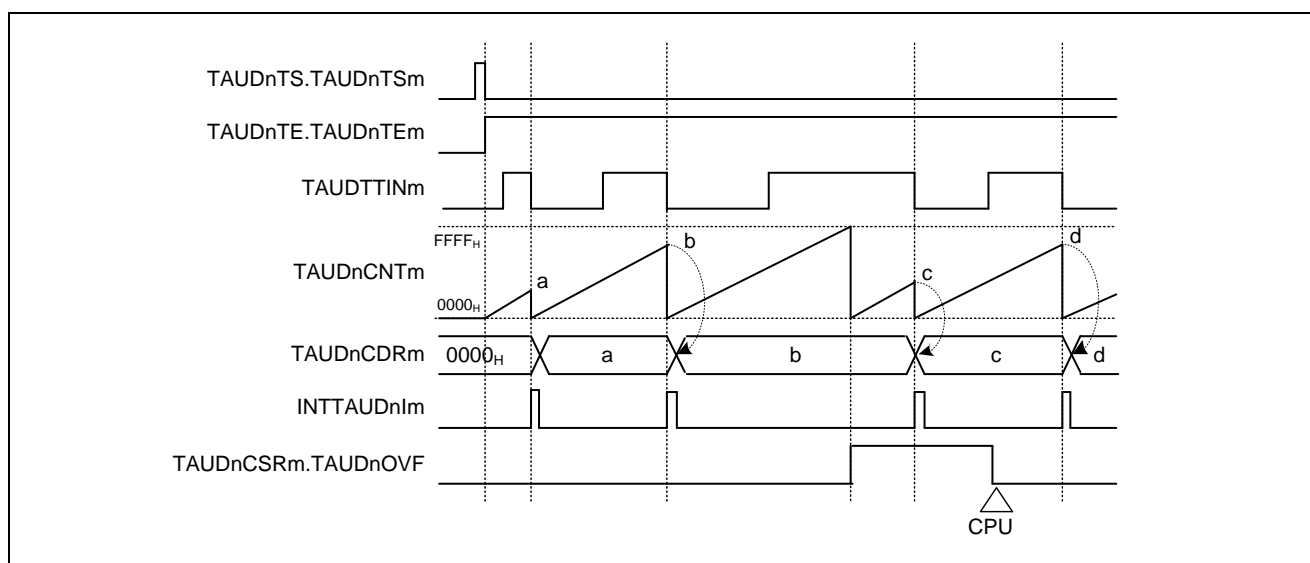 TAUDnTS.TAUDnTSm
TAUDnTE.TAUDnTEm
TAUDTTINm
FFFFH
TAUDnCNTm
0000H
a
b
c
d
TAUDnCDRm
0000H
a
b
c
d
INTTAUDnIm
TAUDnCSRm.TAUDnOVF
CPU